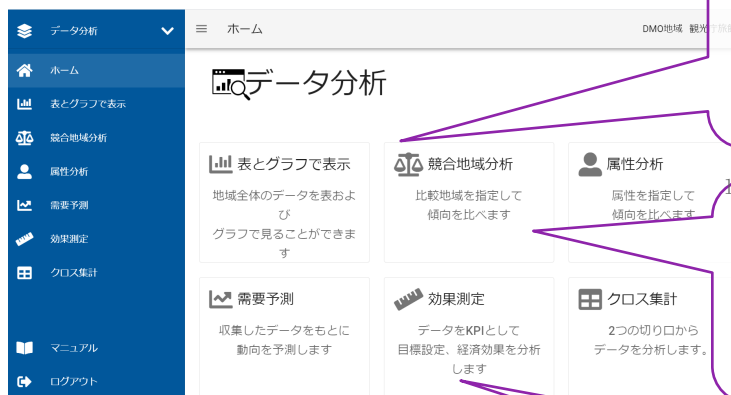 データ分析
ホーム
表とグラフで表示
競合地域分析
属性分析
需要予測
効果測定
クロス集計
マニュアル
ログアウト
ホーム
DMO地域 観光
データ分析
表とグラフで表示
地域全体のデータを表およ
び
グラフで見ることができま
す
競合地域分析
比較地域を指定して
傾向を比べます
属性分析
属性を指定して
傾向を比べます
需要予測
収集したデータをもとに
動向を予測します
効果測定
データをKPIとして
目標設定、経済効果を分析
します
クロス集計
2つの切り口から
データを分析します。